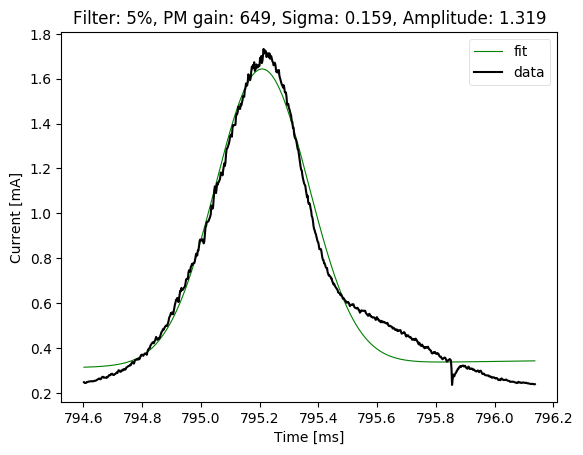 Filter: 5%, PM gain: 649, Sigma: 0.159, Amplitude: 1.319
fit
data
Current [mA]
1.8
1.6
1.4
1.2
1.0
0.8
0.6
0.4
0.2
794.6 794.8 795.0 795.2 795.4 795.6 795.8 796.0 796.2
Time [ms]